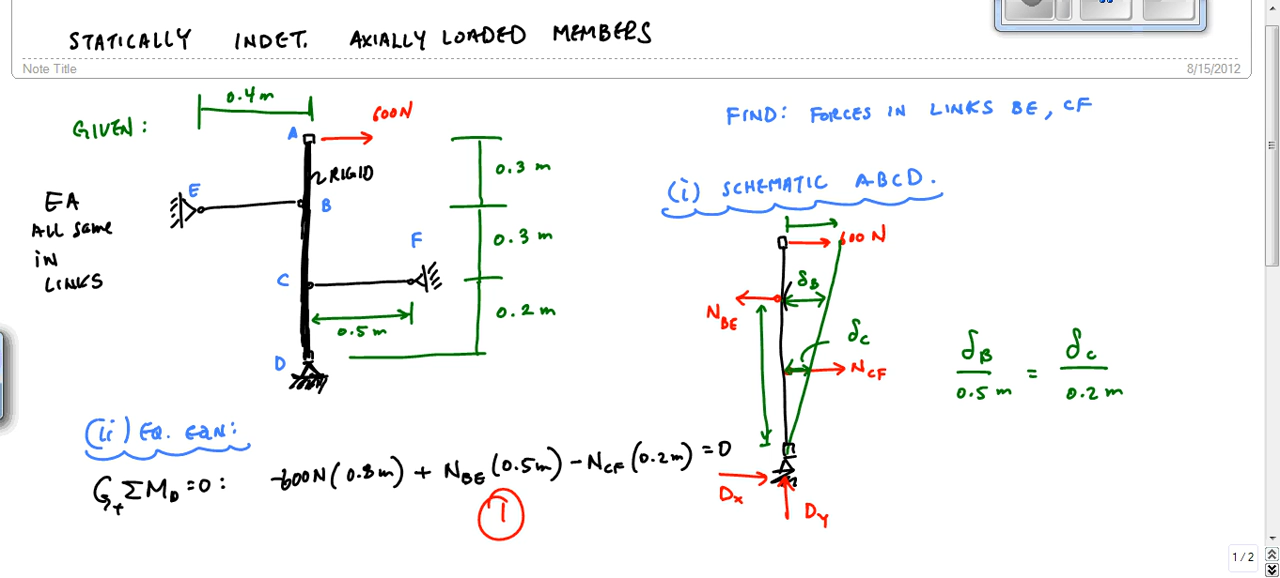 STATICALLY INDET. AXIALLY LOADED MEMBERS
Note Title
8/15/2012
GIVEN:
0.4 m
600N
A
RIGID
E
B
EA
ALL SAME
IN
LINKS
C
F
0.5 m
D
0.3 m
0.3 m
0.2 m
FIND: FORCES IN LINKS BE, CF
(i) SCHEMATIC ABCD.
600 N
δB
NBE
δC
NCF
δB / 0.5 m = δC / 0.2 m
DX
DY
(ii) EQ. EQN:
↺+ ΣMD = 0: -600N (0.8m) + NBE (0.5m) - NCF (0.2m) = 0
1
1 / 2